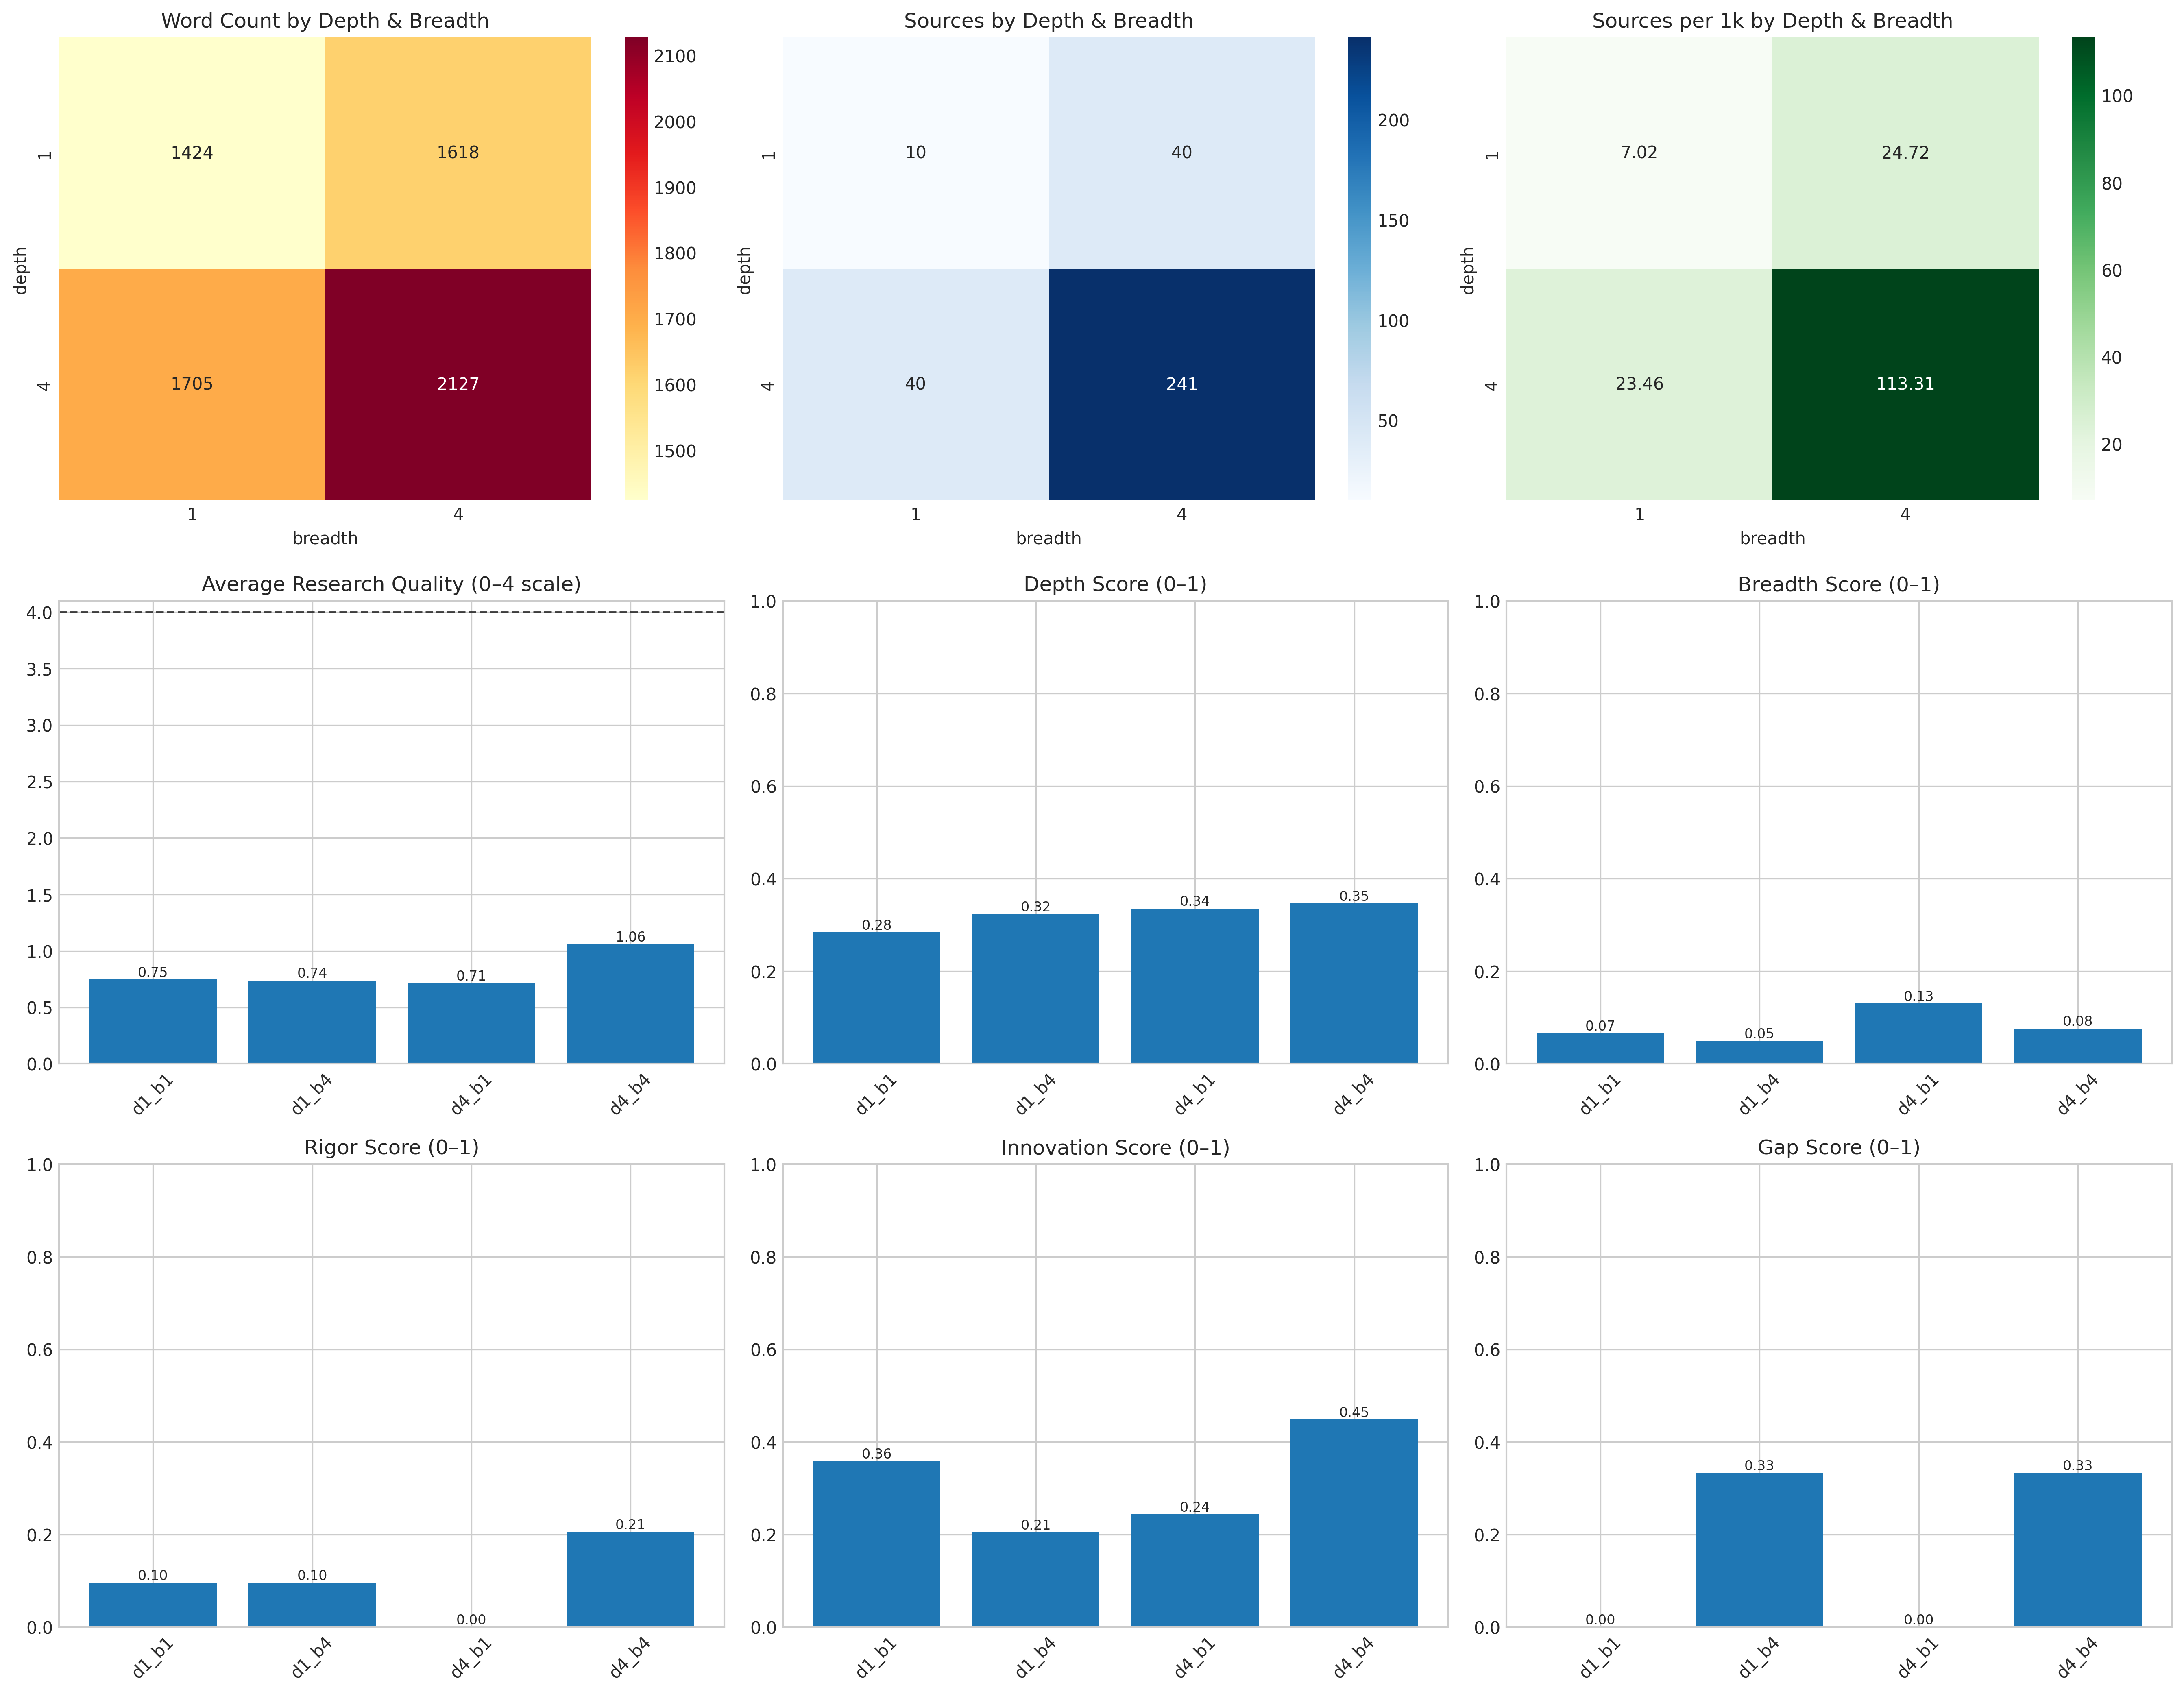 Word Count by Depth & Breadth
1424
1618
1705
2127
1
4
depth
1
4
breadth
2100
2000
1900
1800
1700
1600
1500
Sources by Depth & Breadth
10
40
40
241
1
4
depth
1
4
breadth
200
150
100
50
Sources per 1k by Depth & Breadth
7.02
24.72
23.46
113.31
1
4
depth
1
4
breadth
100
80
60
40
20
Average Research Quality (0–4 scale)
4.0
3.5
3.0
2.5
2.0
1.5
1.0
0.5
0.0
0.75
0.74
0.71
1.06
d1_b1
d1_b4
d4_b1
d4_b4
Depth Score (0–1)
1.0
0.8
0.6
0.4
0.2
0.0
0.28
0.32
0.34
0.35
d1_b1
d1_b4
d4_b1
d4_b4
Breadth Score (0–1)
1.0
0.8
0.6
0.4
0.2
0.0
0.07
0.05
0.13
0.08
d1_b1
d1_b4
d4_b1
d4_b4
Rigor Score (0–1)
1.0
0.8
0.6
0.4
0.2
0.0
0.10
0.10
0.00
0.21
d1_b1
d1_b4
d4_b1
d4_b4
Innovation Score (0–1)
1.0
0.8
0.6
0.4
0.2
0.0
0.36
0.21
0.24
0.45
d1_b1
d1_b4
d4_b1
d4_b4
Gap Score (0–1)
1.0
0.8
0.6
0.4
0.2
0.0
0.00
0.33
0.00
0.33
d1_b1
d1_b4
d4_b1
d4_b4